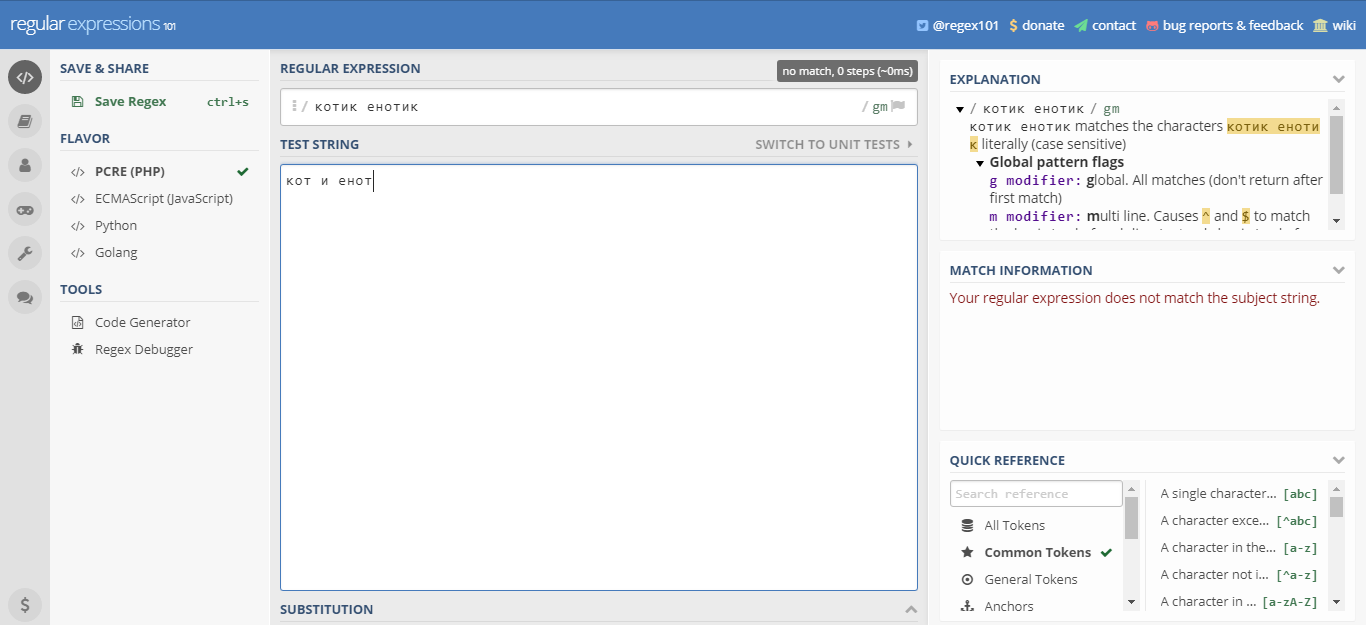 regular expressions 101
@regex101 donate contact bug reports & feedback wiki
SAVE & SHARE
Save Regex ctrl+s
FLAVOR
</> PCRE (PHP)
</> ECMAScript (JavaScript)
</> Python
</> Golang
TOOLS
Code Generator
Regex Debugger
$
REGULAR EXPRESSION
no match, 0 steps (~0ms)
/ котик енотик / gm
TEST STRING
SWITCH TO UNIT TESTS
кот и енот
SUBSTITUTION
EXPLANATION
/ котик енотик / gm
котик енотик matches the characters котик еноти
к literally (case sensitive)
Global pattern flags
g modifier: global. All matches (don't return after
first match)
m modifier: multi line. Causes ^ and $ to match
MATCH INFORMATION
Your regular expression does not match the subject string.
QUICK REFERENCE
Search reference
All Tokens
Common Tokens
General Tokens
Anchors
A single character... [abc]
A character exce... [^abc]
A character in the... [a-z]
A character not i... [^a-z]
A character in ... [a-zA-Z]